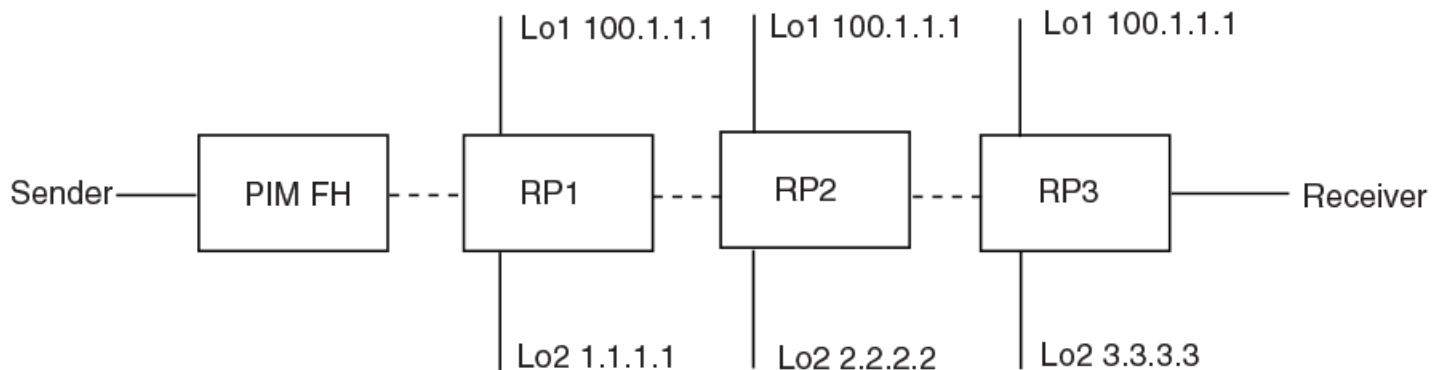 Lo1 100.1.1.1
Lo1 100.1.1.1
Lo1 100.1.1.1
Sender
PIM FH
RP1
RP2
RP3
Receiver
Lo2 1.1.1.1
Lo2 2.2.2.2
Lo2 3.3.3.3